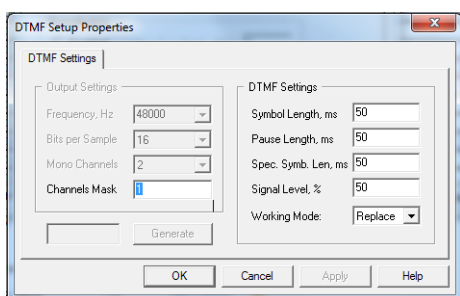 DTMF Setup Properties
DTMF Settings
Output Settings
Frequency, Hz 48000
Bits per Sample 16
Mono Channels 2
Channels Mask 1
Generate
DTMF Settings
Symbol Length, ms 50
Pause Length, ms 50
Spec. Symb. Len, ms 50
Signal Level, % 50
Working Mode: Replace
OK Cancel Apply Help